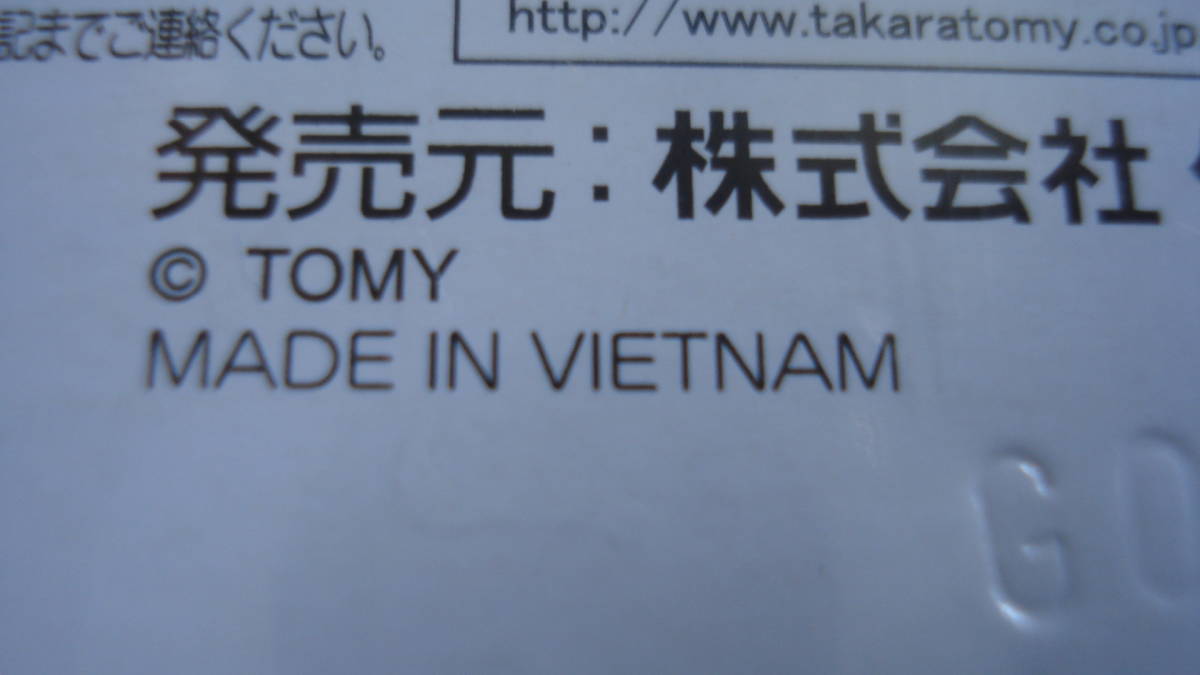 記までご連絡ください。
http://www.takaratomy.co.jp
発売元：株式会社
© TOMY
MADE IN VIETNAM